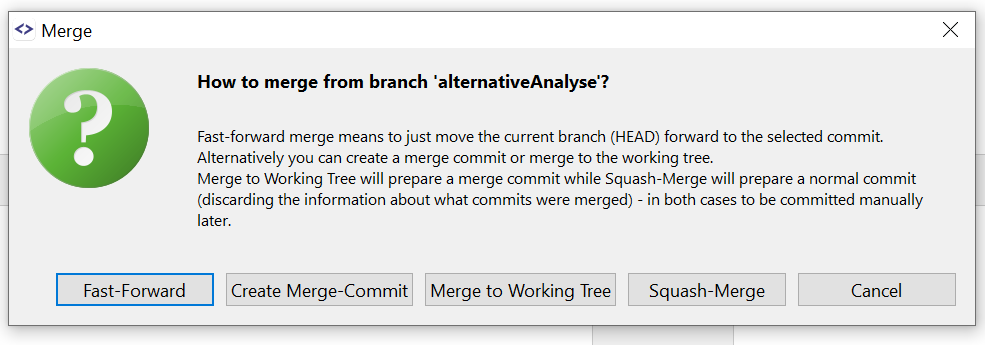 Merge
How to merge from branch 'alternativeAnalyse'?
Fast-forward merge means to just move the current branch (HEAD) forward to the selected commit.
Alternatively you can create a merge commit or merge to the working tree.
Merge to Working Tree will prepare a merge commit while Squash-Merge will prepare a normal commit
(discarding the information about what commits were merged) - in both cases to be committed manually
later.
Fast-Forward
Create Merge-Commit
Merge to Working Tree
Squash-Merge
Cancel